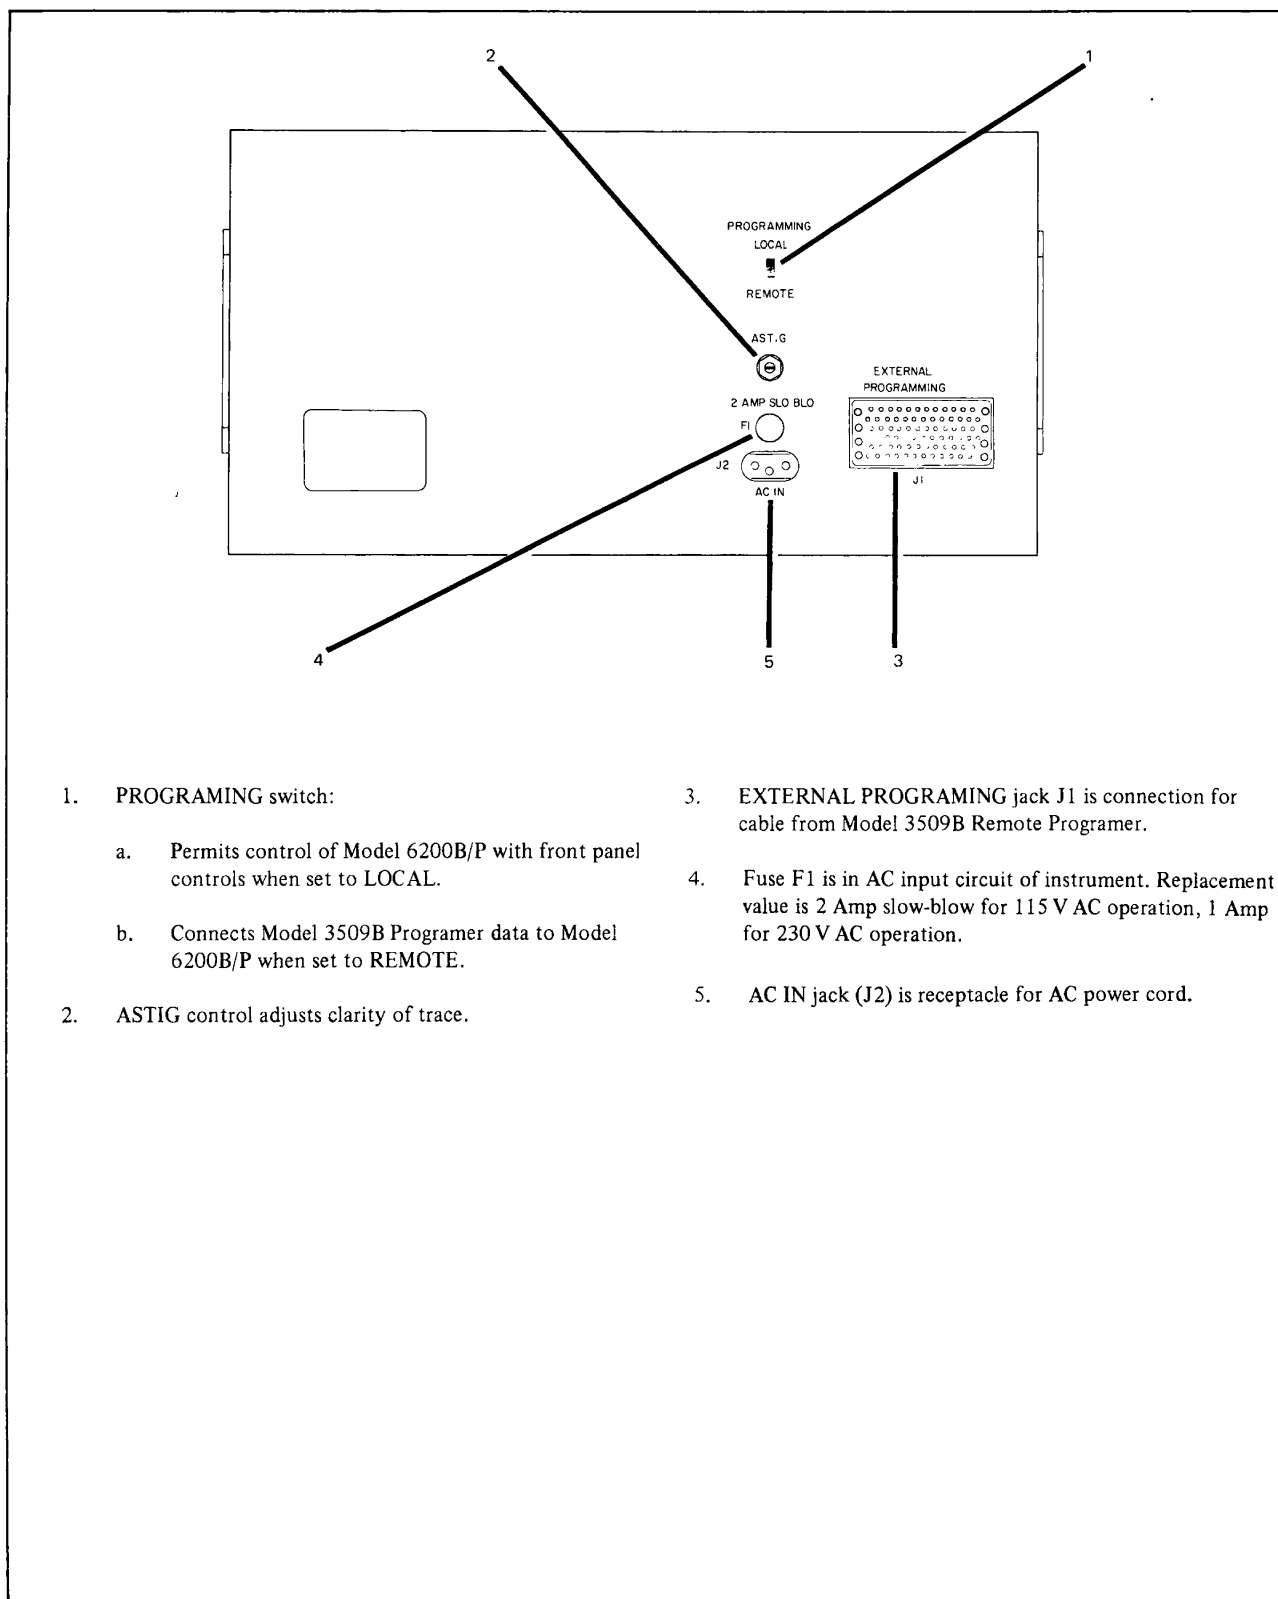 2
1
PROGRAMMING
LOCAL
REMOTE
AST.G
EXTERNAL
PROGRAMMING
2 AMP SLO BLO
F1
J2
J1
AC IN
4
5
3
1. PROGRAMING switch:
a. Permits control of Model 6200B/P with front panel
controls when set to LOCAL.
b. Connects Model 3509B Programer data to Model
6200B/P when set to REMOTE.
2. ASTIG control adjusts clarity of trace.
3. EXTERNAL PROGRAMING jack J1 is connection for
cable from Model 3509B Remote Programer.
4. Fuse F1 is in AC input circuit of instrument. Replacement
value is 2 Amp slow-blow for 115 V AC operation, 1 Amp
for 230 V AC operation.
5. AC IN jack (J2) is receptacle for AC power cord.